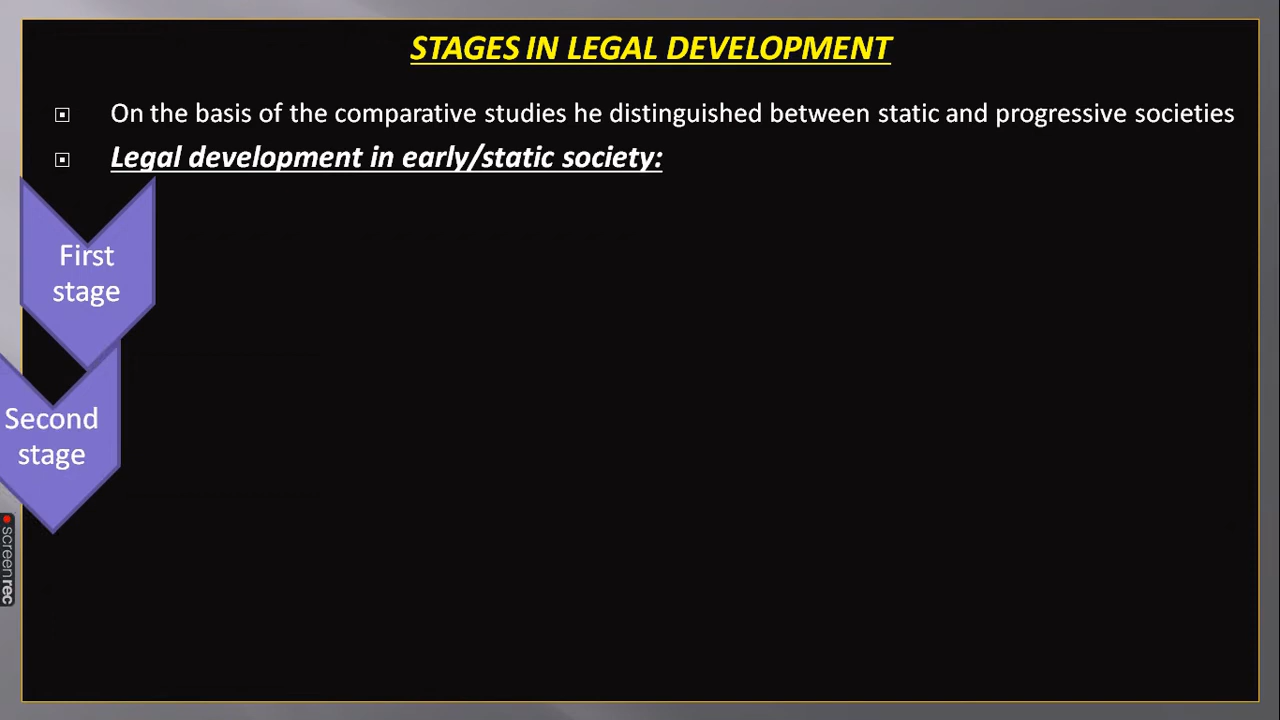 STAGES IN LEGAL DEVELOPMENT
On the basis of the comparative studies he distinguished between static and progressive societies
Legal development in early/static society:
First
stage
Second
stage
screenrec